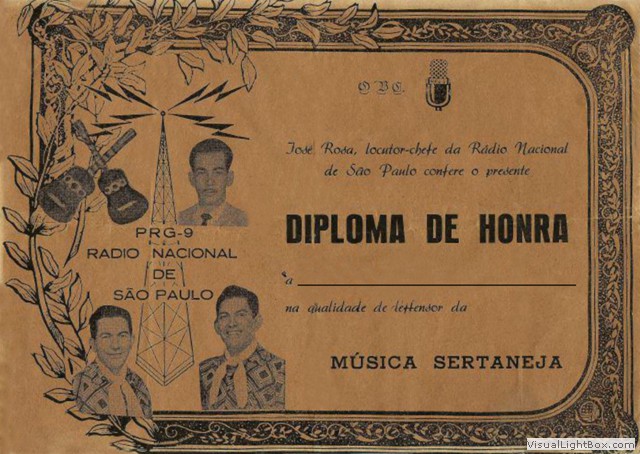 O B C
José Rosa, locutor-chefe da Rádio Nacional
de São Paulo confere o presente
DIPLOMA DE HONRA
a
na qualidade de deffensor da
MÚSICA SERTANEJA
PRG-9
RADIO NACIONAL
DE
SÃO PAULO
VisualLightBox.com